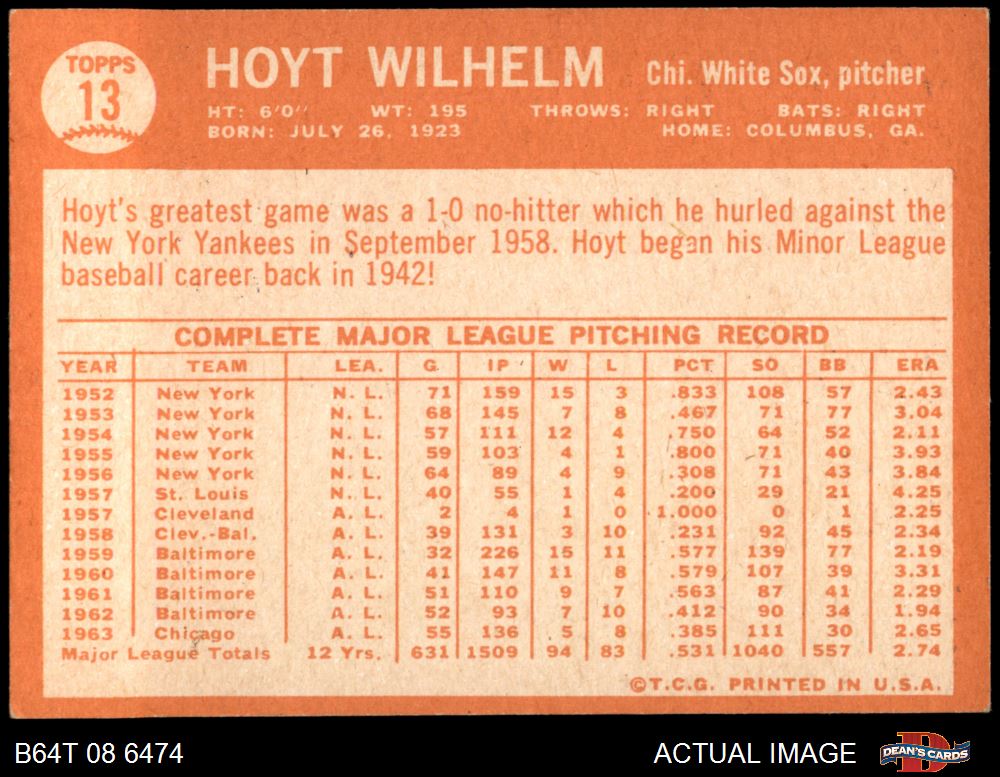 TOPPS
13
HOYT WILHELM Chi. White Sox, pitcher
HT: 6'0" WT: 195 THROWS: RIGHT BATS: RIGHT
BORN: JULY 26, 1923 HOME: COLUMBUS, GA.
Hoyt's greatest game was a 1-0 no-hitter which he hurled against the
New York Yankees in September 1958. Hoyt began his Minor League
baseball career back in 1942!
COMPLETE MAJOR LEAGUE PITCHING RECORD
YEAR TEAM LEA. G IP W L PCT SO BB ERA
1952 New York N. L. 71 159 15 3 .833 108 57 2.43
1953 New York N. L. 68 145 7 8 .467 71 77 3.04
1954 New York N. L. 57 111 12 4 .750 64 52 2.11
1955 New York N. L. 59 103 4 1 .800 71 40 3.93
1956 New York N. L. 64 89 4 9 .308 71 43 3.84
1957 St. Louis N. L. 40 55 1 4 .200 29 21 4.25
1957 Cleveland A. L. 2 4 1 0 1.000 0 1 2.25
1958 Clev.-Bal. A. L. 39 131 3 10 .231 92 45 2.34
1959 Baltimore A. L. 32 226 15 11 .577 139 77 2.19
1960 Baltimore A. L. 41 147 11 8 .579 107 39 3.31
1961 Baltimore A. L. 51 110 9 7 .563 87 41 2.29
1962 Baltimore A. L. 52 93 7 10 .412 90 34 1.94
1963 Chicago A. L. 55 136 5 8 .385 111 30 2.65
Major League Totals 12 Yrs. 631 1509 94 83 .531 1040 557 2.74
©T.C.G. PRINTED IN U.S.A.
B64T 08 6474 ACTUAL IMAGE DEAN'S CARDS